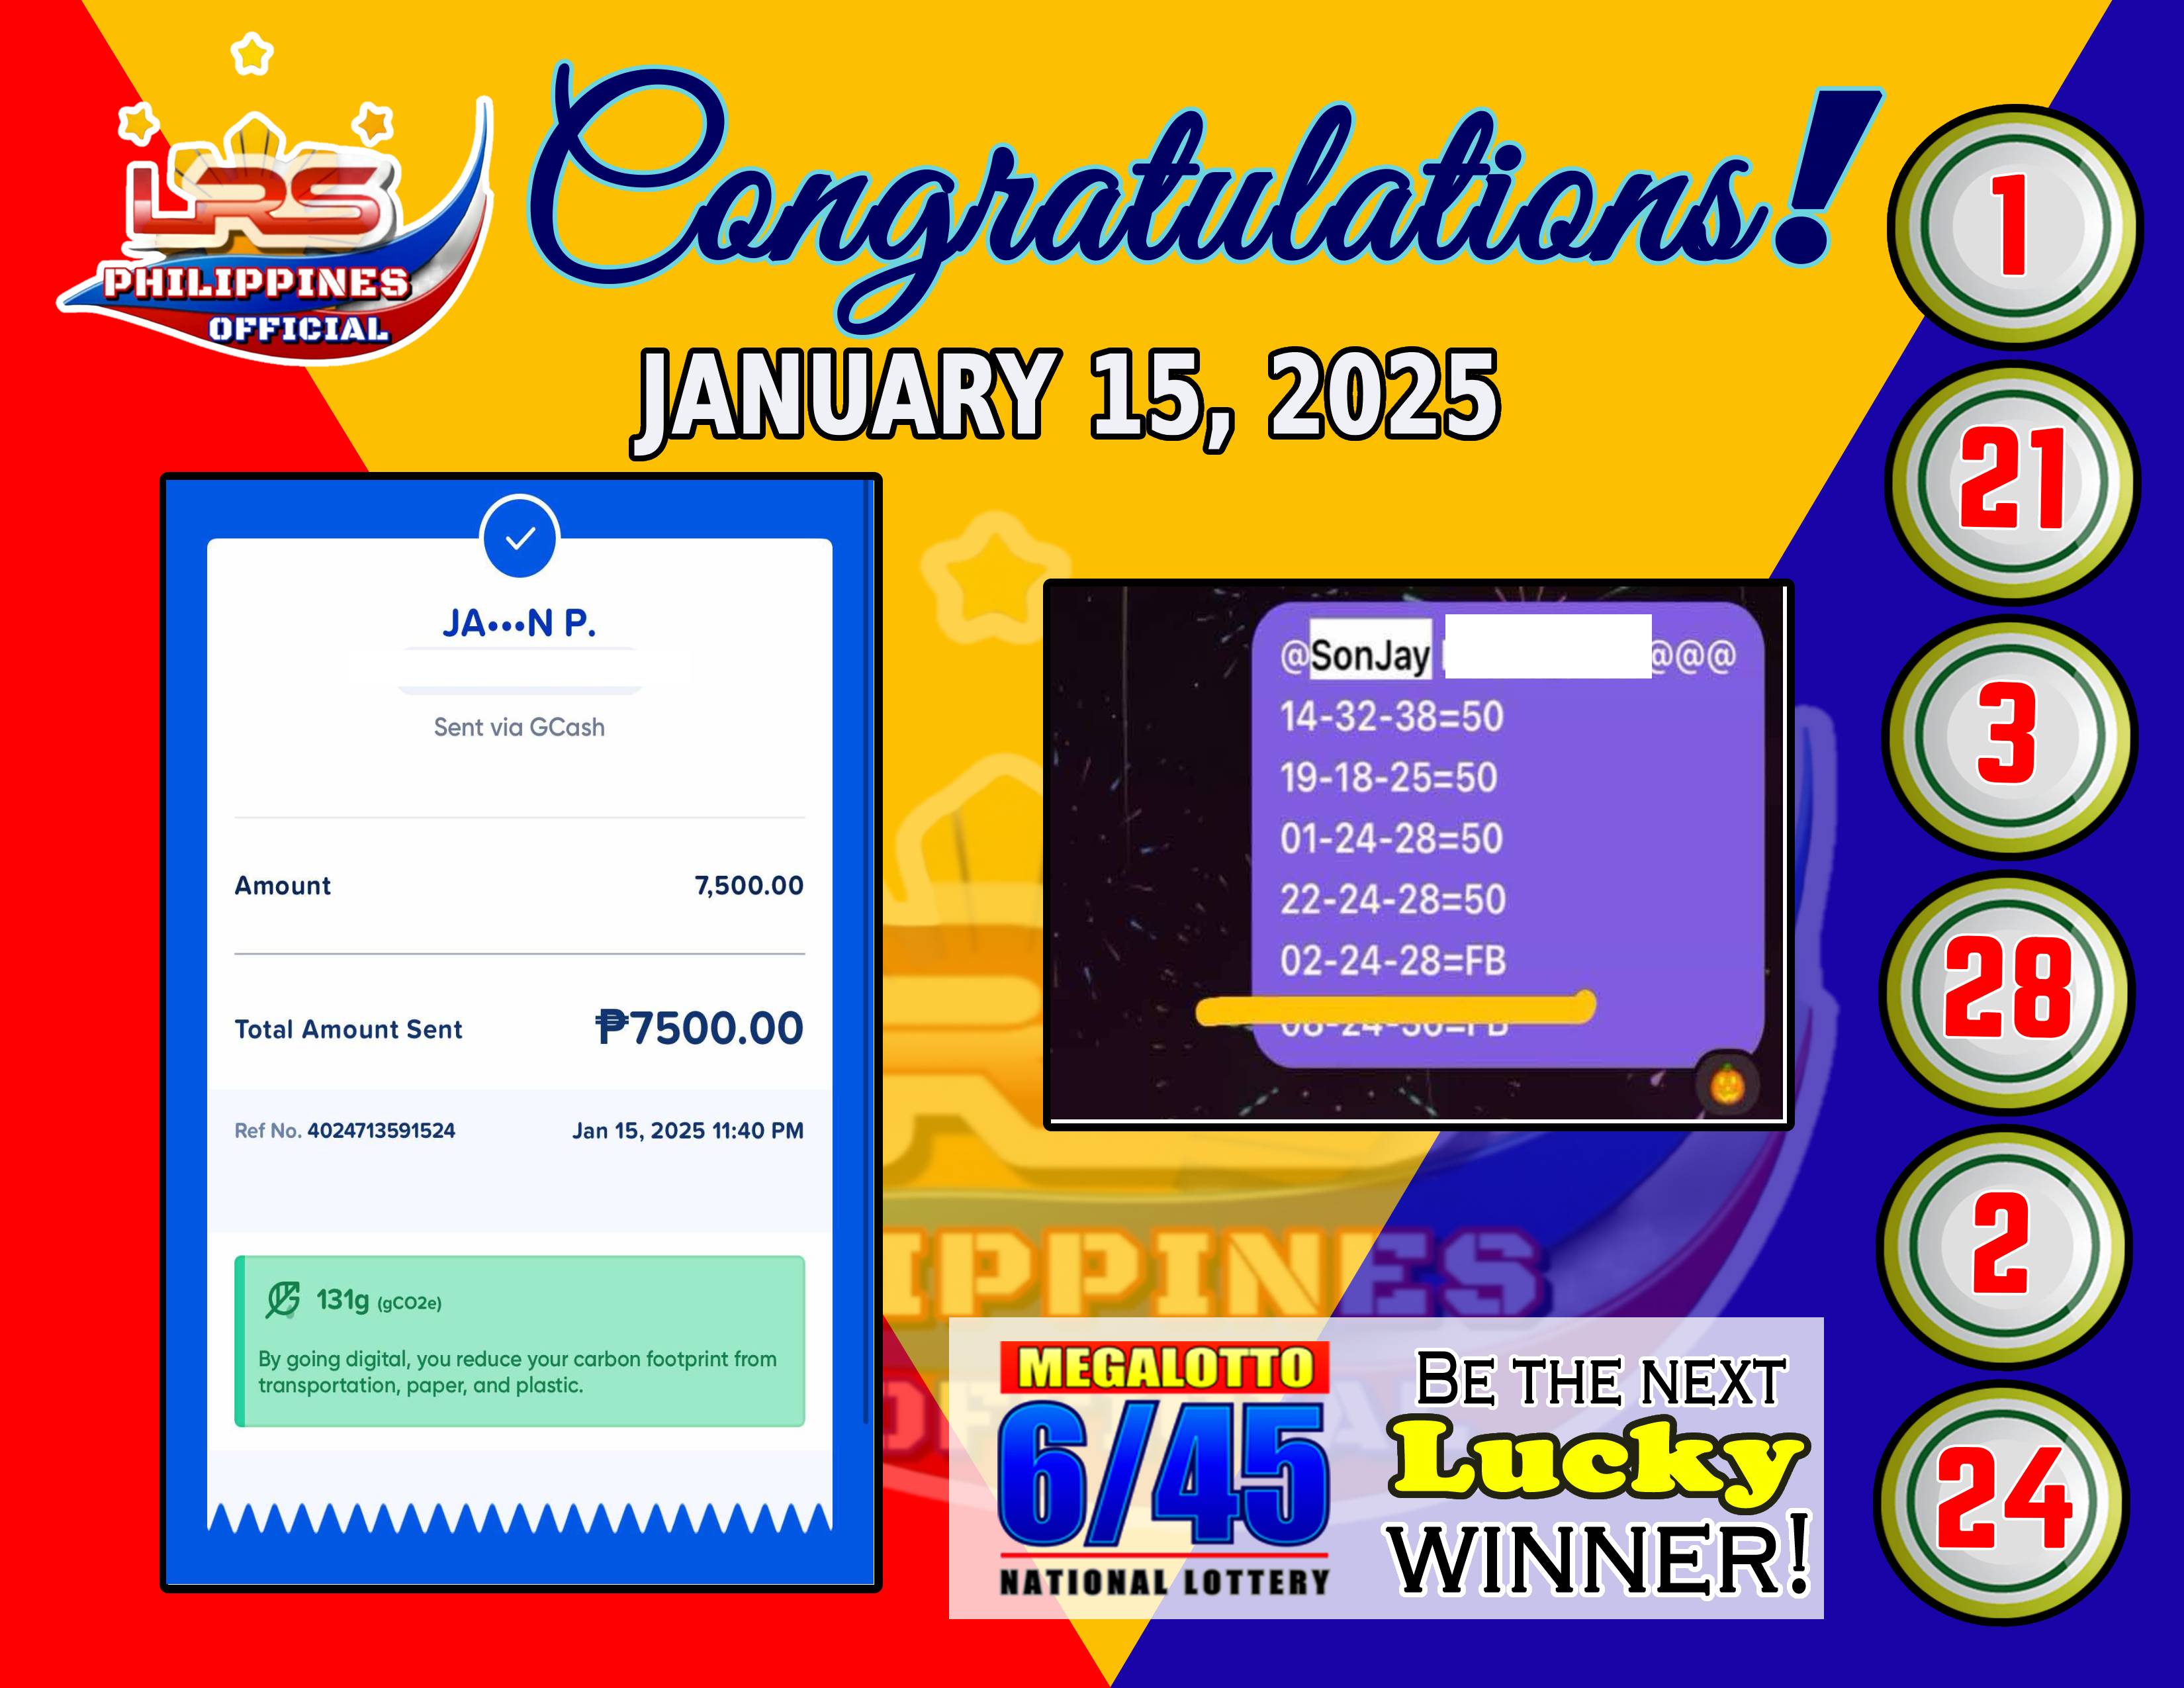 LRS
PHILIPPINES
OFFICIAL
Congratulations!
JANUARY 15, 2025
JA•••N P.
Sent via GCash
Amount 7,500.00
Total Amount Sent ₱7500.00
Ref No. 4024713591524 Jan 15, 2025 11:40 PM
131g (gCO2e)
By going digital, you reduce your carbon footprint from
transportation, paper, and plastic.
@SonJay @@@
14-32-38=50
19-18-25=50
01-24-28=50
22-24-28=50
02-24-28=FB
MEGALOTTO
6/45
NATIONAL LOTTERY
BE THE NEXT
Lucky
WINNER!
1
21
3
28
2
24